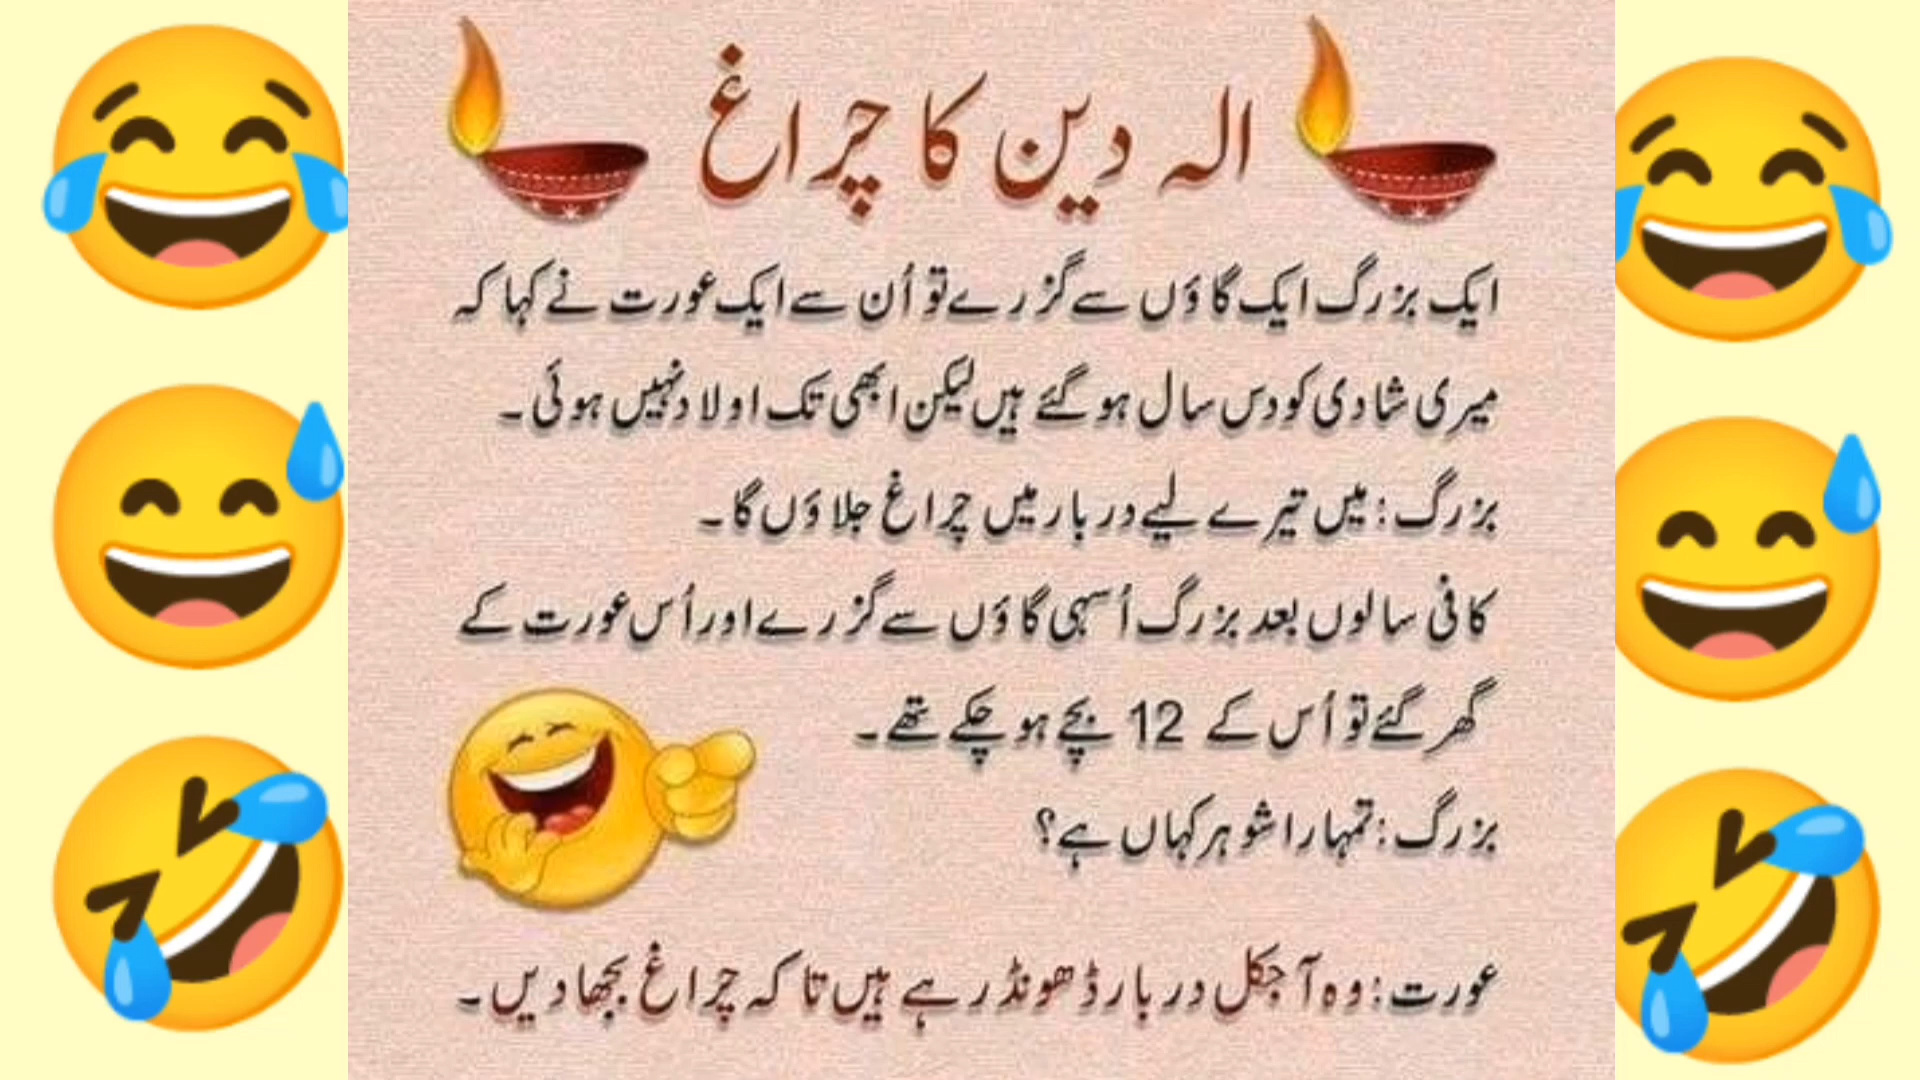 الہ دین کا چراغ
ایک بزرگ ایک گاؤں سے گزرے تو اُن سے ایک عورت نے کہا کہ
میری شادی کو دس سال ہو گئے ہیں لیکن ابھی تک اولاد نہیں ہوئی ۔
بزرگ : میں تیرے لیے دربار میں چراغ جلاؤں گا ۔
کافی سالوں بعد بزرگ اُسہی گاؤں سے گزرے اور اُس عورت کے
گھر گئے تو اُس کے 12 بچے ہو چکے تھے ۔
بزرگ : تمہارا شوہر کہاں ہے؟
عورت : وہ آجکل دربار ڈھونڈ رہے ہیں تا کہ چراغ بجھا دیں ۔